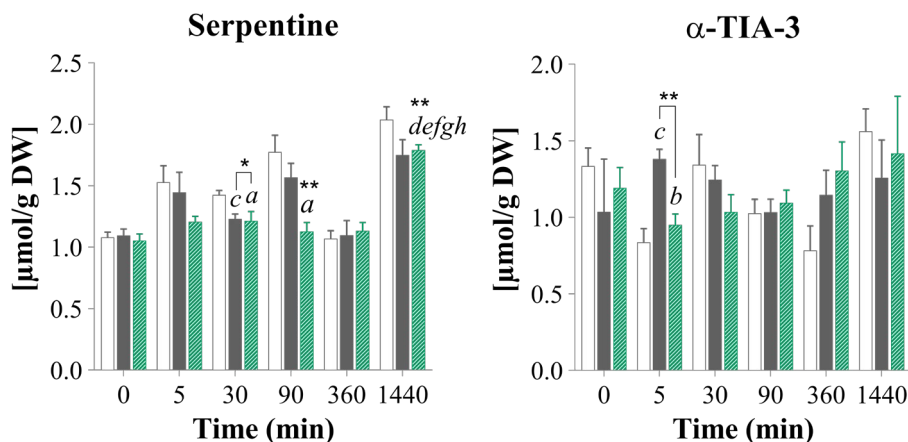 Serpentine
[µmol/g DW]
2.5
2.0
1.5
1.0
0.5
0.0
**
defgh
*
c a
**
a
0 5 30 90 360 1440
Time (min)
α-TIA-3
[µmol/g DW]
2.0
1.5
1.0
0.5
0.0
**
c
b
0 5 30 90 360 1440
Time (min)